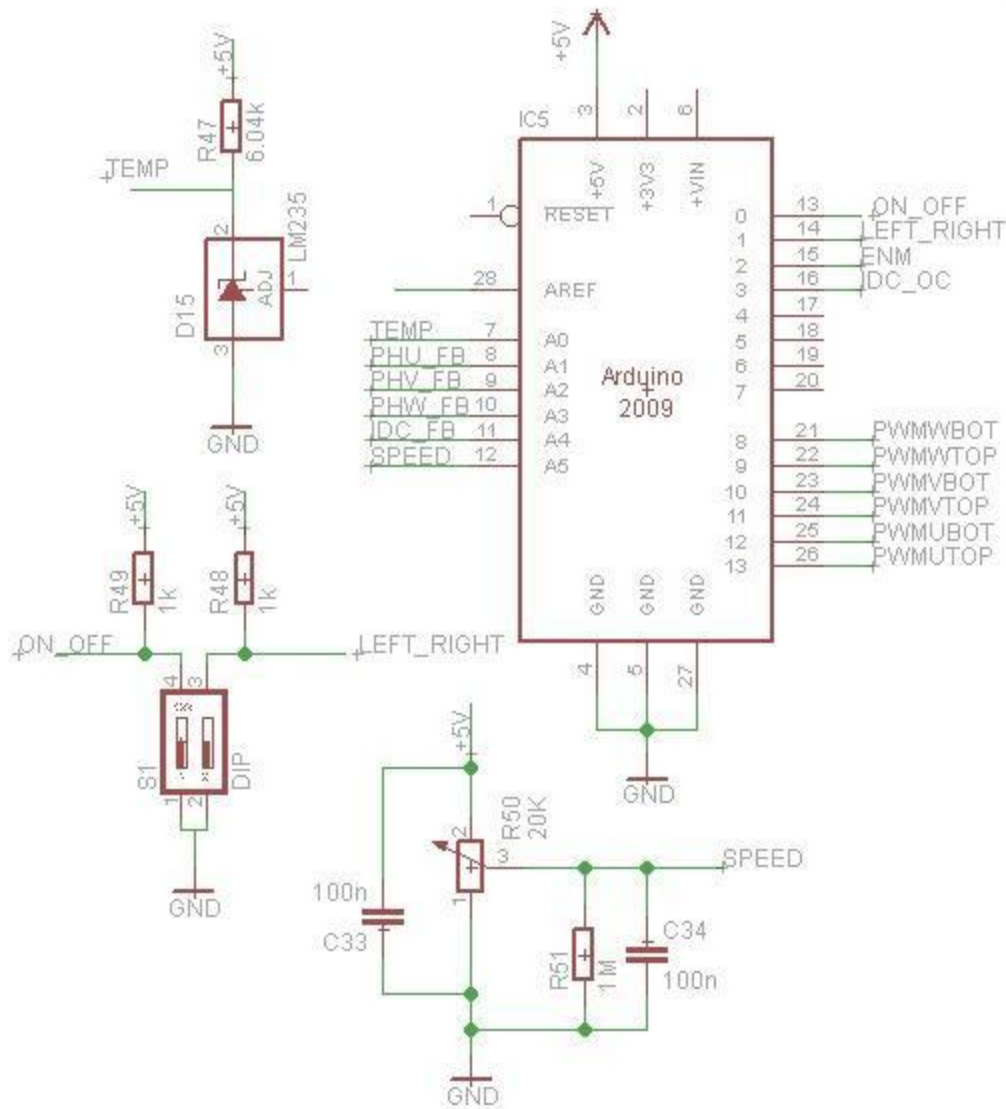 +5V
R47
6.04k
TEMP
2
LM235
1
ADJ
D15
3
GND
+5V
3
2
6
IC5
+5V
+3V3
+VIN
1
RESET
28
AREF
TEMP 7 A0
PHU_FB 8 A1
PHV_FB 9 A2
PHW_FB 10 A3
IDC_FB 11 A4
SPEED 12 A5
Arduino
2009
0 13 ON_OFF
1 14 LEFT_RIGHT
2 15 ENM
3 16 IDC_OC
4 17
5 18
6 19
7 20
8 21 PWMWBOT
9 22 PWMWTOP
10 23 PWMVBOT
11 24 PWMVTOP
12 25 PWMUBOT
13 26 PWMUTOP
GND GND GND
4 5 27
GND
+5V +5V
R49
1k
R48
1k
ON_OFF
LEFT_RIGHT
4 3
S1
DIP
1 2
GND
+5V
2
R50
20K
3
SPEED
1
100n
C33
R51
1M
C34
100n
GND